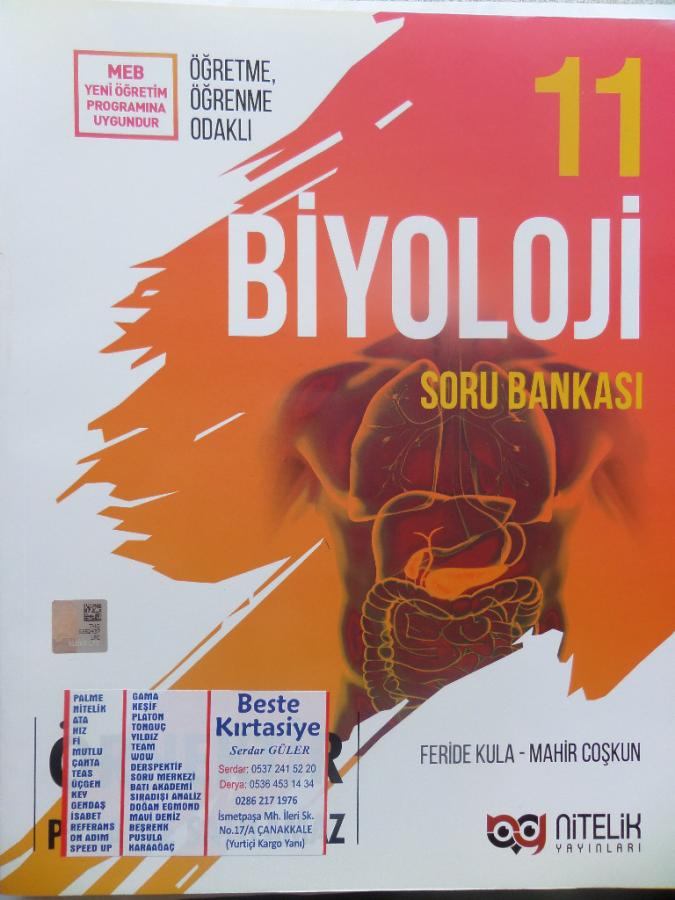 MEB
YENİ ÖĞRETİM
PROGRAMINA
UYGUNDUR
ÖĞRETME,
ÖĞRENME
ODAKLI
11
BİYOLOJİ
SORU BANKASI
PALME
NİTELİK
ATA
HIZ
Fİ
MUTLU
ÇANTA
TEAS
ÜÇGEN
KEY
GENDAŞ
İSABET
REFERANS
ON ADIM
SPEED UP
GAMA
KEŞİF
PLATON
TONGUÇ
YILDIZ
TEAM
WOW
DERSPEKTİF
SORU MERKEZİ
BATI AKADEMİ
SIRADIŞI ANALİZ
DOĞAN EGMOND
MAVİ DENİZ
BEŞRENK
PUSULA
KARAAĞAÇ
Beste
Kırtasiye
Serdar GÜLER
Serdar: 0537 241 52 20
Derya: 0536 453 14 34
0286 217 1976
İsmetpaşa Mh. İleri Sk.
No.17/A ÇANAKKALE
(Yurtiçi Kargo Yanı)
FERİDE KULA - MAHİR COŞKUN
NİTELİK
YAYINLARI